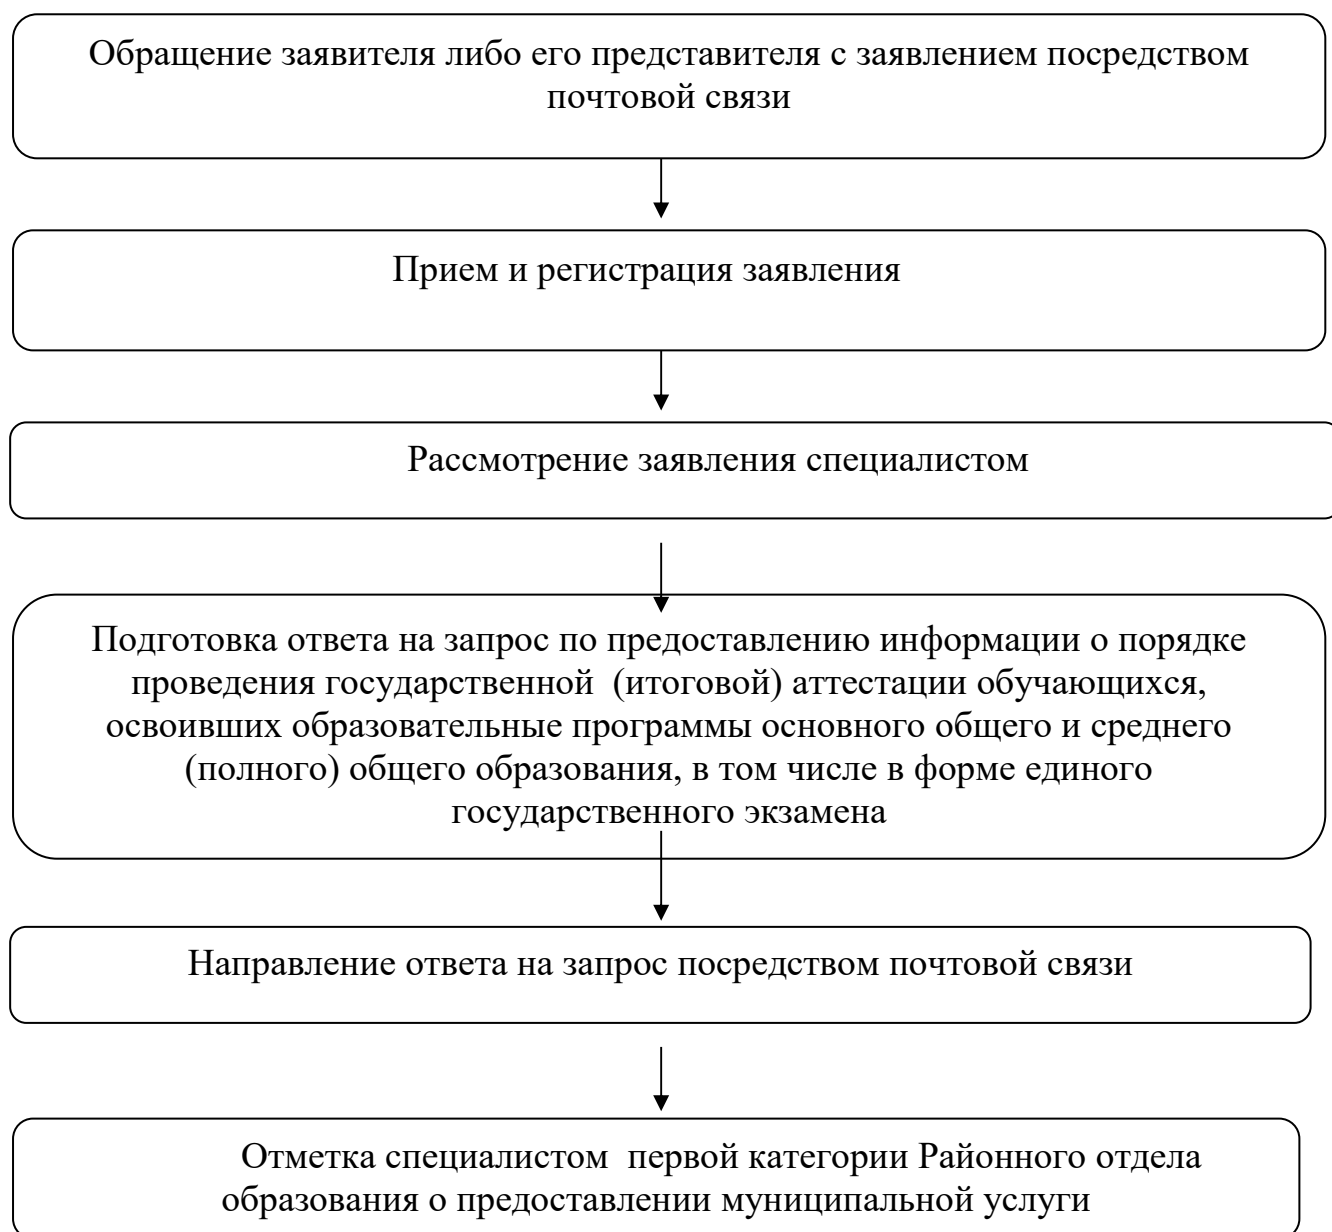 Обращение заявителя либо его представителя с заявлением посредством
почтовой связи
Прием и регистрация заявления
Рассмотрение заявления специалистом
Подготовка ответа на запрос по предоставлению информации о порядке
проведения государственной  (итоговой) аттестации обучающихся,
освоивших образовательные программы основного общего и среднего
(полного) общего образования, в том числе в форме единого
государственного экзамена
Направление ответа на запрос посредством почтовой связи
Отметка специалистом  первой категории Районного отдела
образования о предоставлении муниципальной услуги